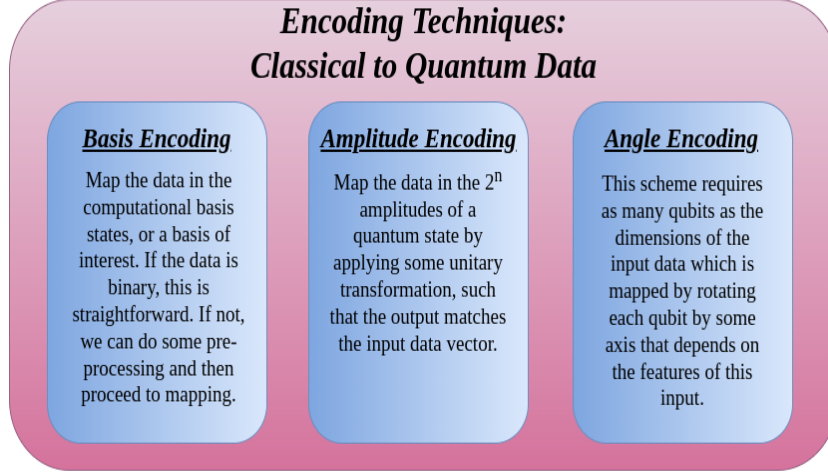 Encoding Techniques:
Classical to Quantum Data
Basis Encoding
Map the data in the
computational basis
states, or a basis of
interest. If the data is
binary, this is
straightforward. If not,
we can do some pre-
processing and then
proceed to mapping.
Amplitude Encoding
Map the data in the 2ⁿ
amplitudes of a
quantum state by
applying some unitary
transformation, such
that the output matches
the input data vector.
Angle Encoding
This scheme requires
as many qubits as the
dimensions of the
input data which is
mapped by rotating
each qubit by some
axis that depends on
the features of this
input.